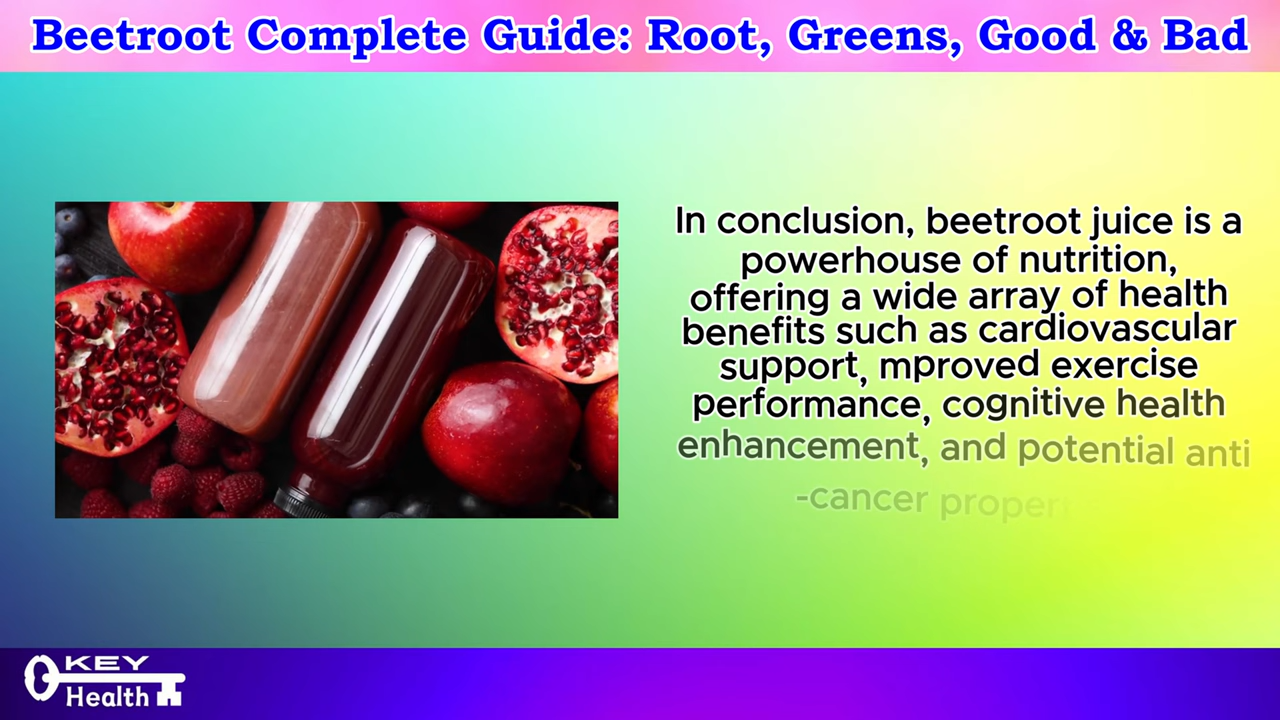 Beetroot Complete Guide: Root, Greens, Good & Bad
In conclusion, beetroot juice is a
powerhouse of nutrition,
offering a wide array of health
benefits such as cardiovascular
support, mproved exercise
performance, cognitive health
enhancement, and potential anti
-cancer
KEY
Health